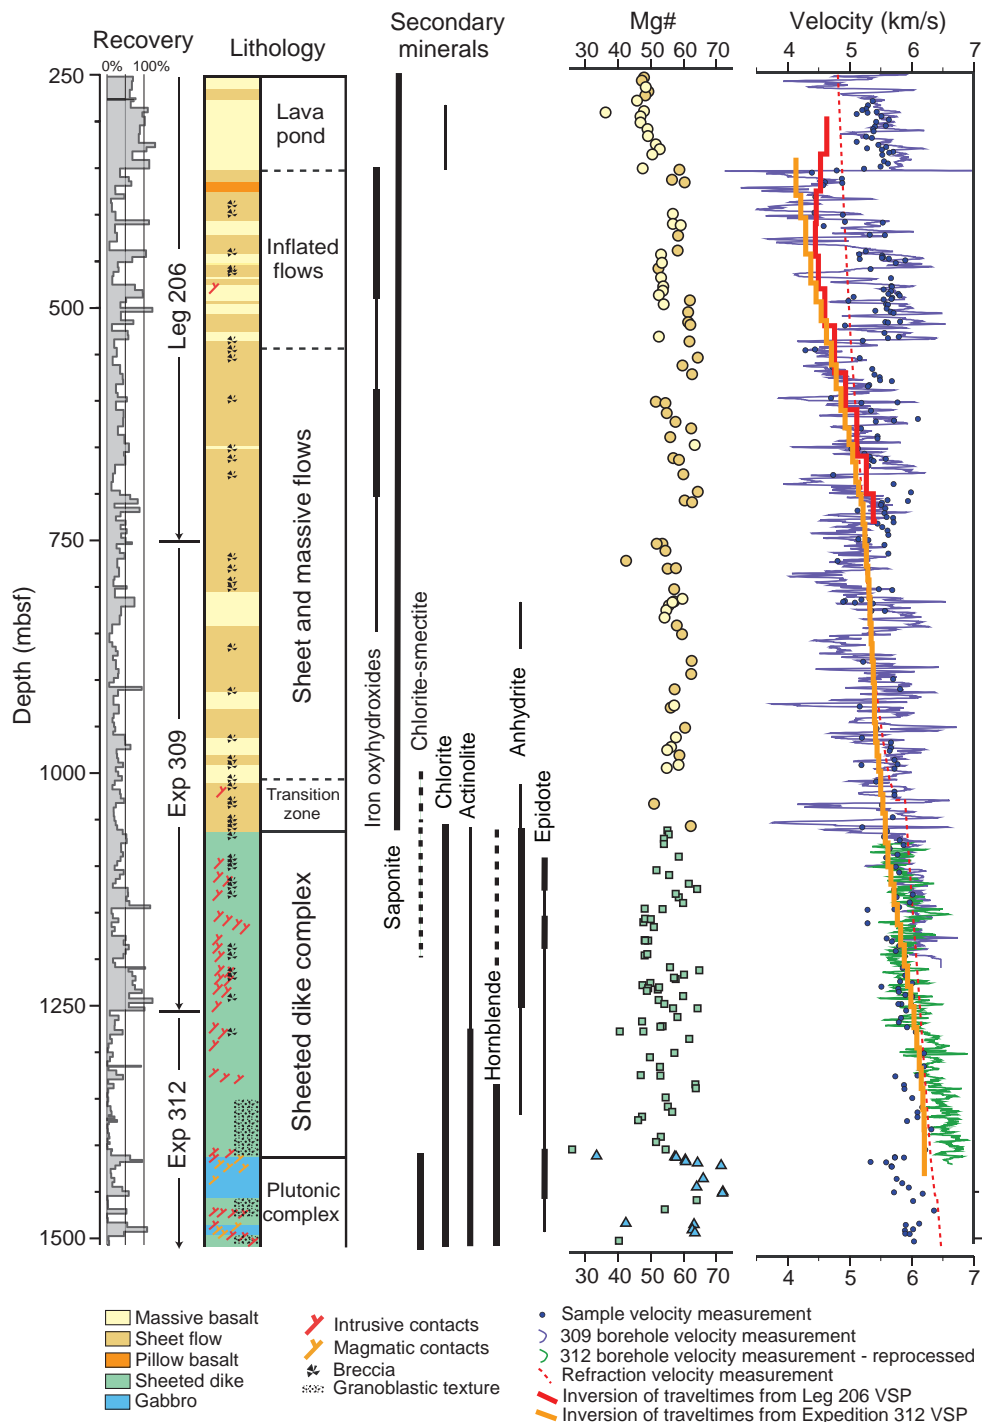 Recovery
0% 100%
Lithology
Secondary
minerals
Mg#
30 40 50 60 70
Velocity (km/s)
4 5 6 7
Depth (mbsf)
250
500
750
1000
1250
1500
Leg 206
Exp 309
Exp 312
Lava
pond
Inflated
flows
Sheet and massive flows
Transition
zone
Sheeted dike complex
Plutonic
complex
Iron oxyhydroxides
Saponite
Chlorite-smectite
Chlorite
Actinolite
Hornblende
Anhydrite
Epidote
30 40 50 60 70
4 5 6 7
Massive basalt
Sheet flow
Pillow basalt
Sheeted dike
Gabbro
Intrusive contacts
Magmatic contacts
Breccia
Granoblastic texture
Sample velocity measurement
309 borehole velocity measurement
312 borehole velocity measurement - reprocessed
Refraction velocity measurement
Inversion of traveltimes from Leg 206 VSP
Inversion of traveltimes from Expedition 312 VSP